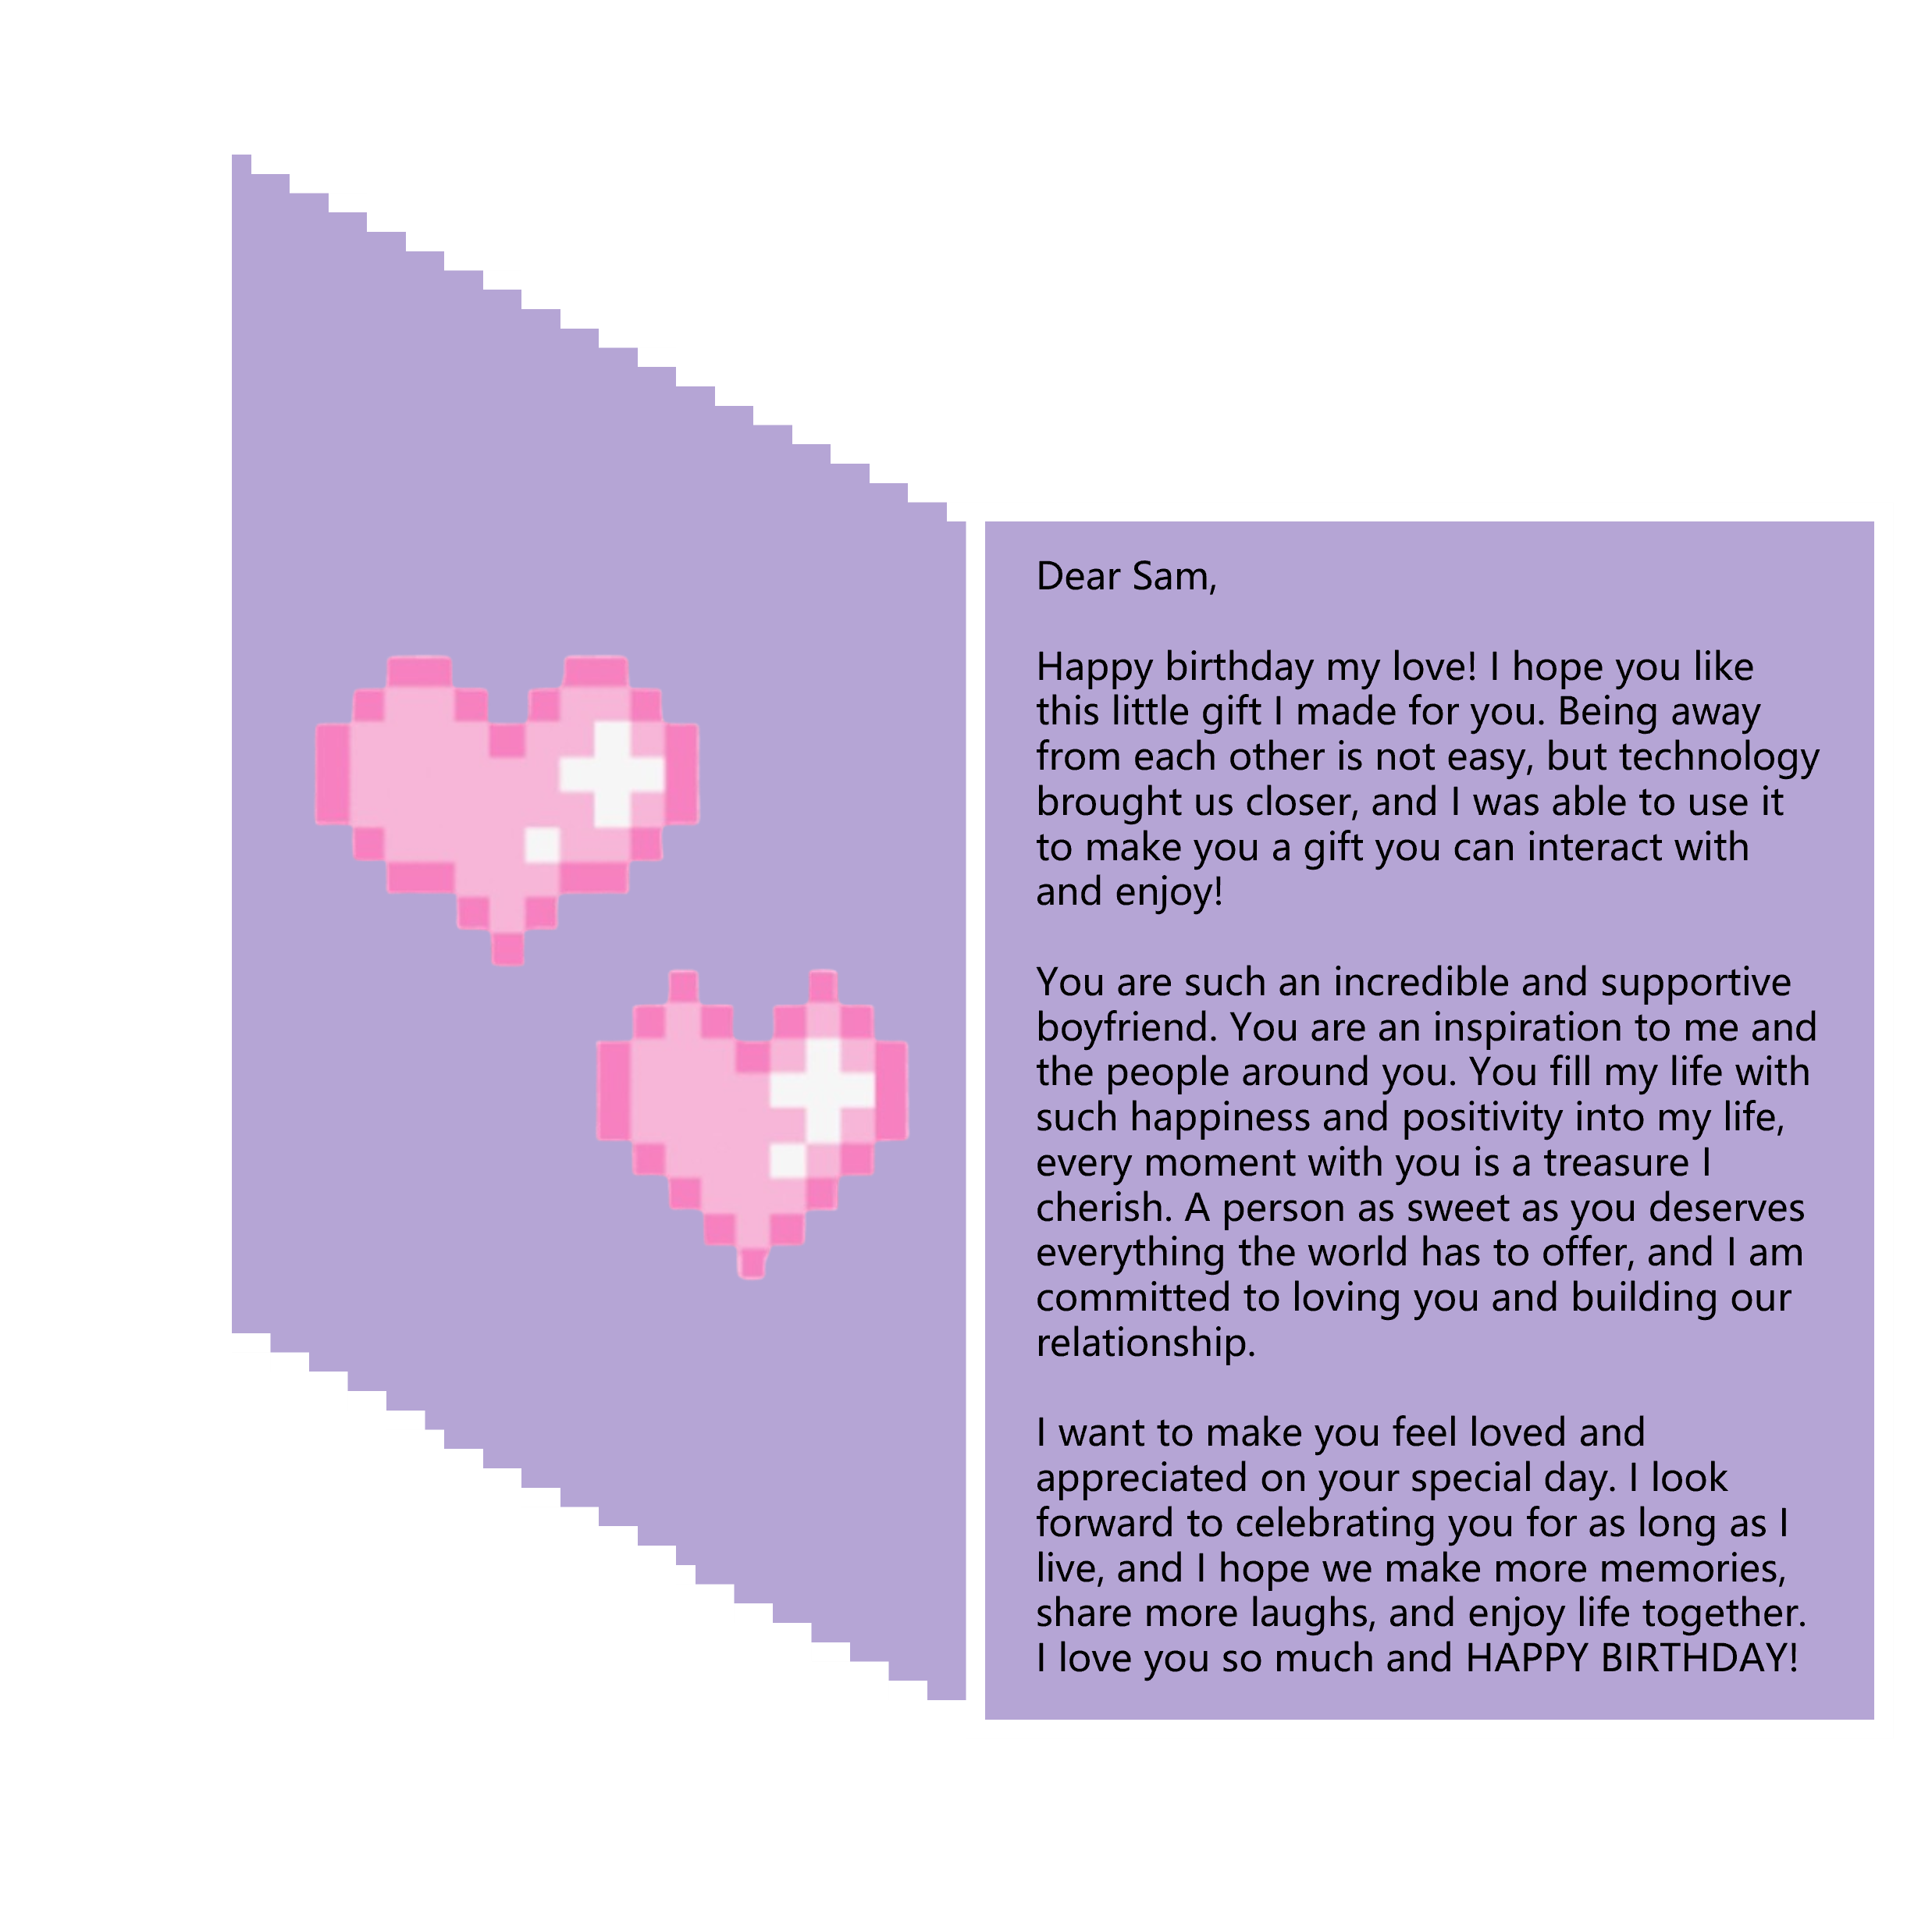 Dear Sam,
Happy birthday my love! I hope you like
this little gift I made for you. Being away
from each other is not easy, but technology
brought us closer, and I was able to use it
to make you a gift you can interact with
and enjoy!
You are such an incredible and supportive
boyfriend. You are an inspiration to me and
the people around you. You fill my life with
such happiness and positivity into my life,
every moment with you is a treasure I
cherish. A person as sweet as you deserves
everything the world has to offer, and I am
committed to loving you and building our
relationship.
I want to make you feel loved and
appreciated on your special day. I look
forward to celebrating you for as long as I
live, and I hope we make more memories,
share more laughs, and enjoy life together.
I love you so much and HAPPY BIRTHDAY!